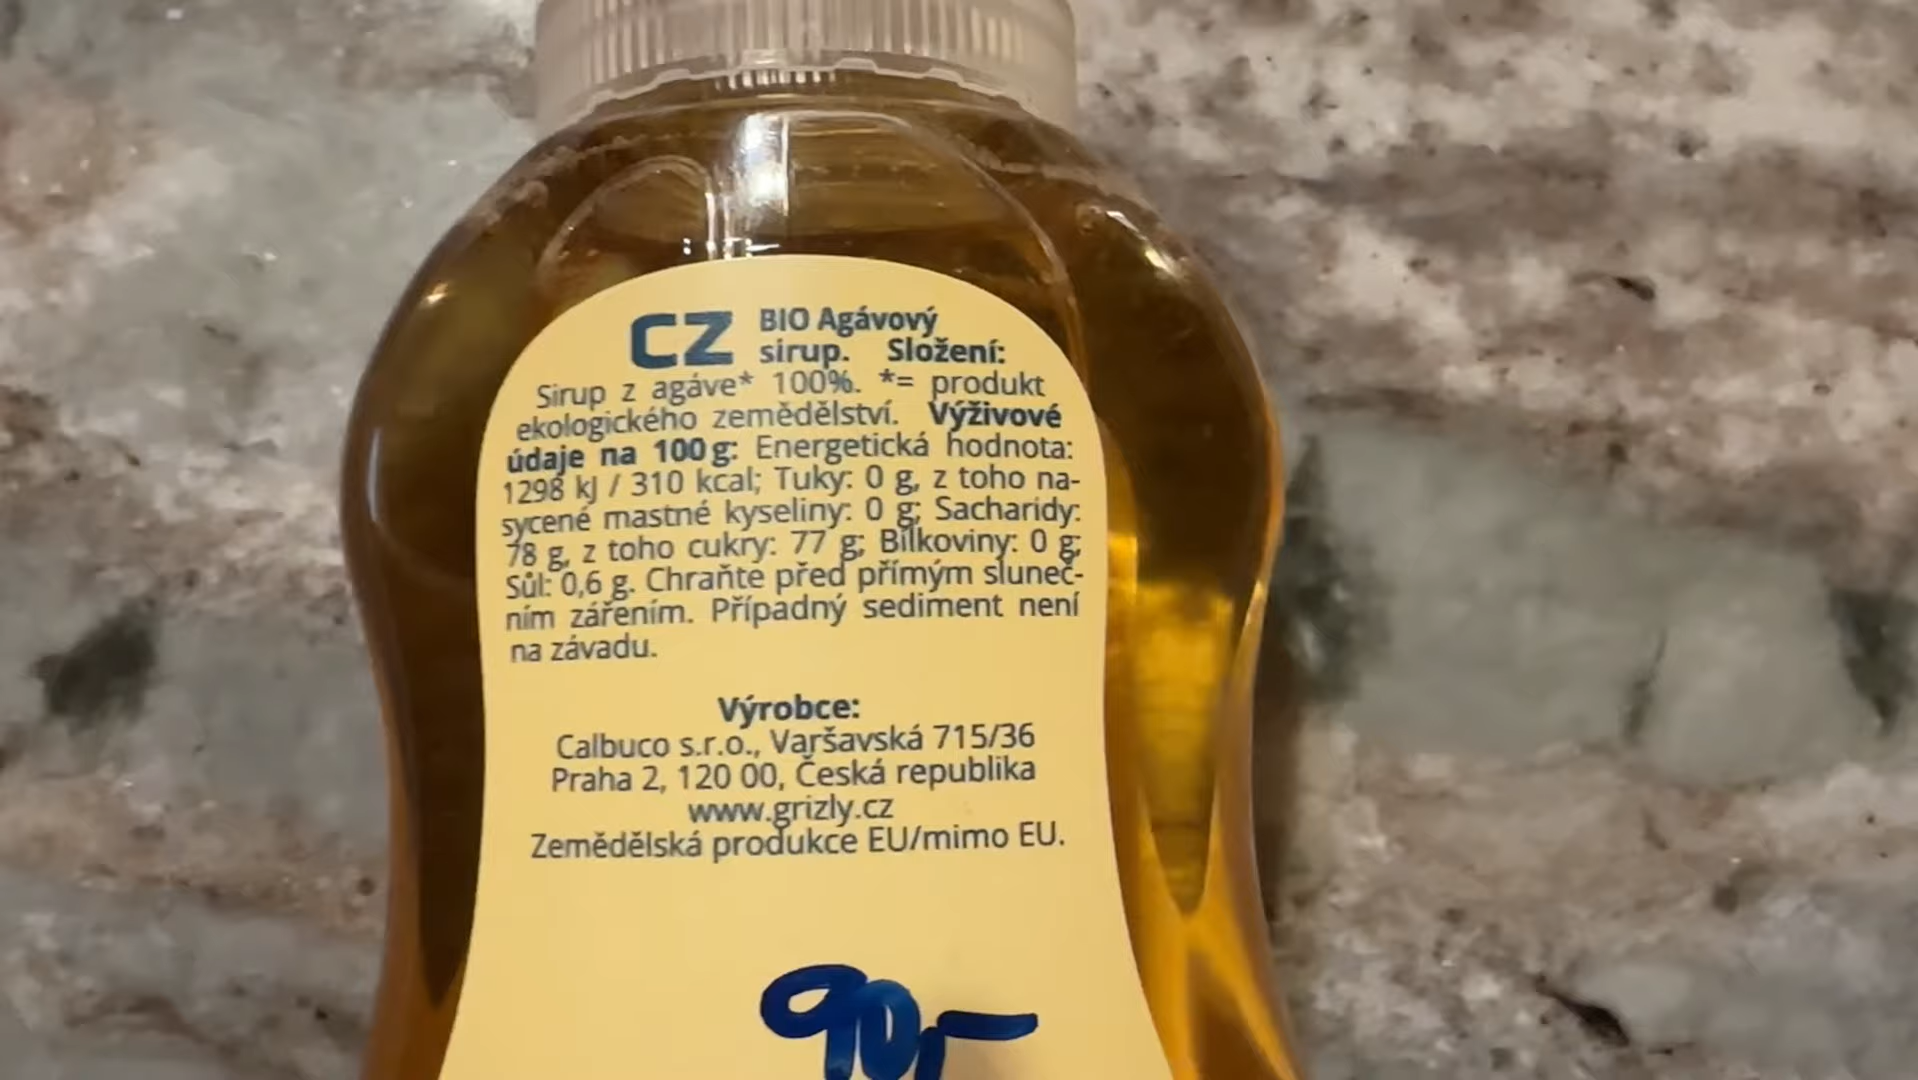 CZ BIO Agávový
sirup. Složení:
Sirup z agáve* 100%. *= produkt
ekologického zemědělství. Výživové
údaje na 100 g: Energetická hodnota:
1298 kJ / 310 kcal; Tuky: 0 g, z toho na-
sycené mastné kyseliny: 0 g; Sacharidy:
78 g, z toho cukry: 77 g; Bílkoviny: 0 g;
Sůl: 0,6 g. Chraňte před přímým sluneč-
ním zářením. Případný sediment není
na závadu.
Výrobce:
Calbuco s.r.o., Varšavská 715/36
Praha 2, 120 00, Česká republika
www.grizly.cz
Zemědělská produkce EU/mimo EU.
90,-